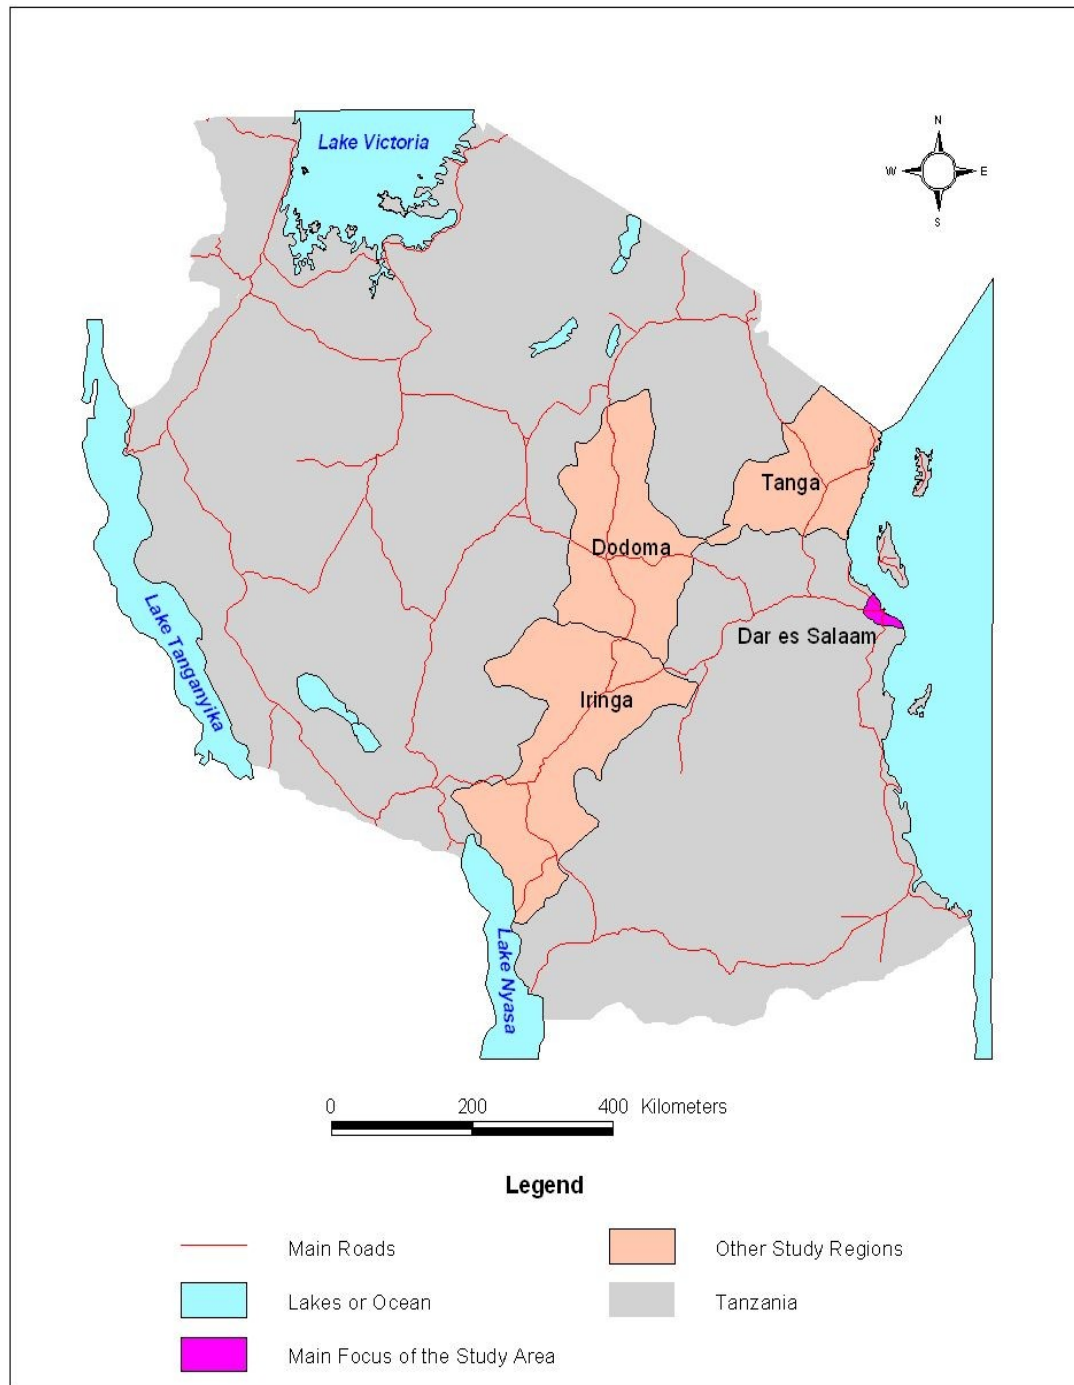 Lake Victoria
N
W
E
S
Tanga
Dodoma
Dar es Salaam
Lake Tanganyika
Iringa
Lake Nyasa
0 200 400 Kilometers
Legend
Main Roads
Other Study Regions
Lakes or Ocean
Tanzania
Main Focus of the Study Area